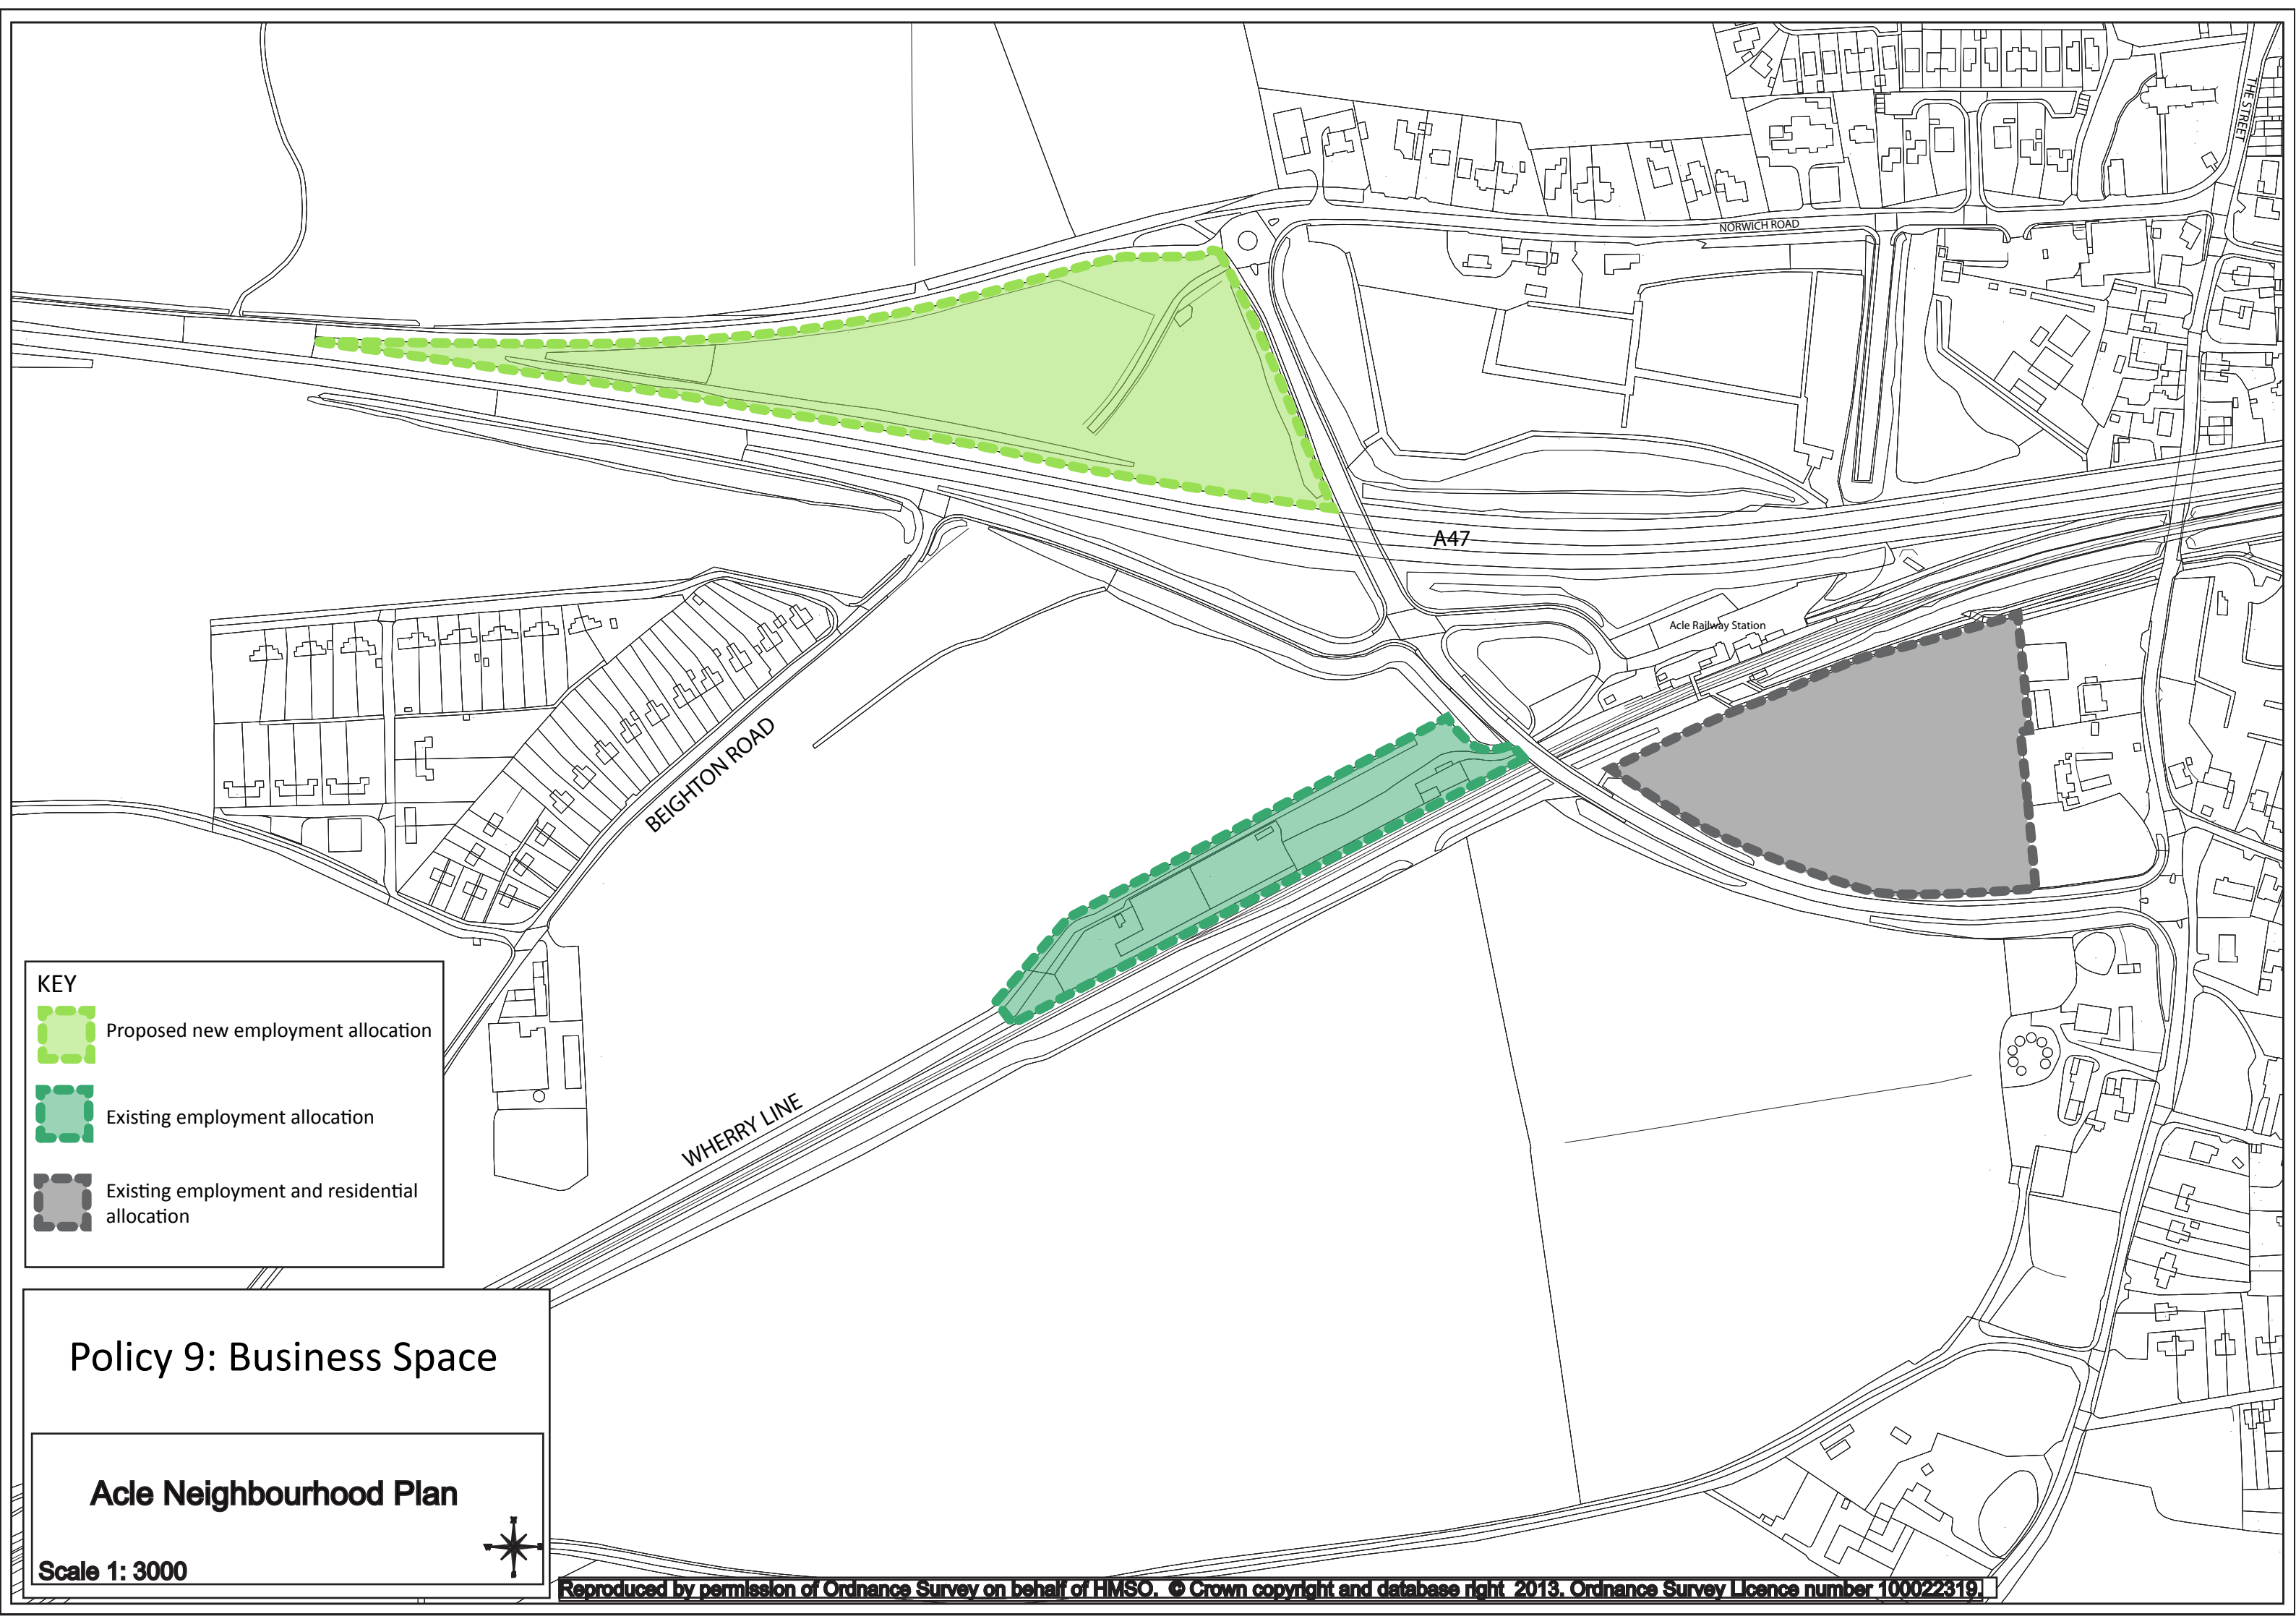 THE STREET
NORWICH ROAD
A47
Acle Railway Station
BEIGHTON ROAD
WHERRY LINE
KEY
Proposed new employment allocation
Existing employment allocation
Existing employment and residential
allocation
Policy 9: Business Space
Acle Neighbourhood Plan
Scale 1: 3000
Reproduced by permission of Ordnance Survey on behalf of HMSO. © Crown copyright and database right 2013. Ordnance Survey Licence number 100022319.